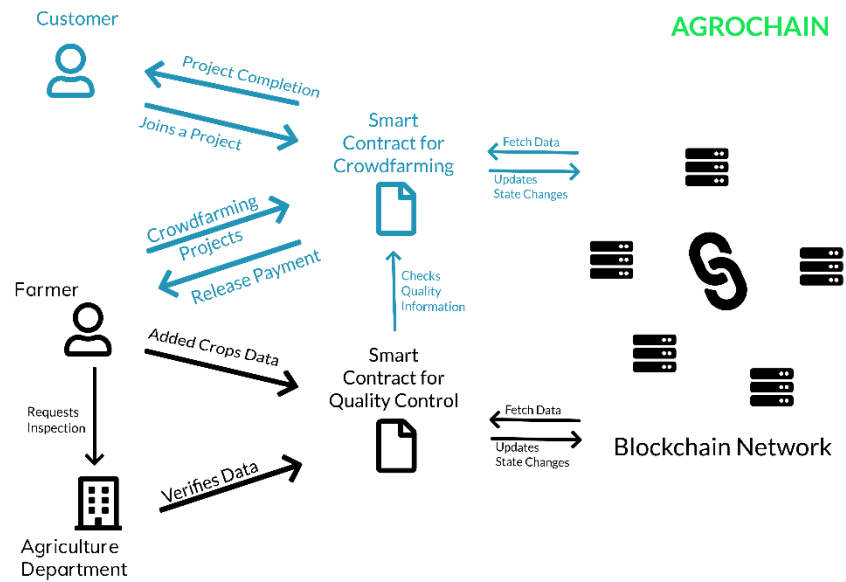 Customer
AGROCHAIN
Project Completion
Joins a Project
Smart
Contract for
Crowdfarming
Fetch Data
Updates
State Changes
Crowdfarming
Projects
Release Payment
Checks
Quality
Information
Farmer
Added Crops Data
Smart
Contract for
Quality Control
Requests
Inspection
Fetch Data
Updates
State Changes
Blockchain Network
Verifies Data
Agriculture
Department